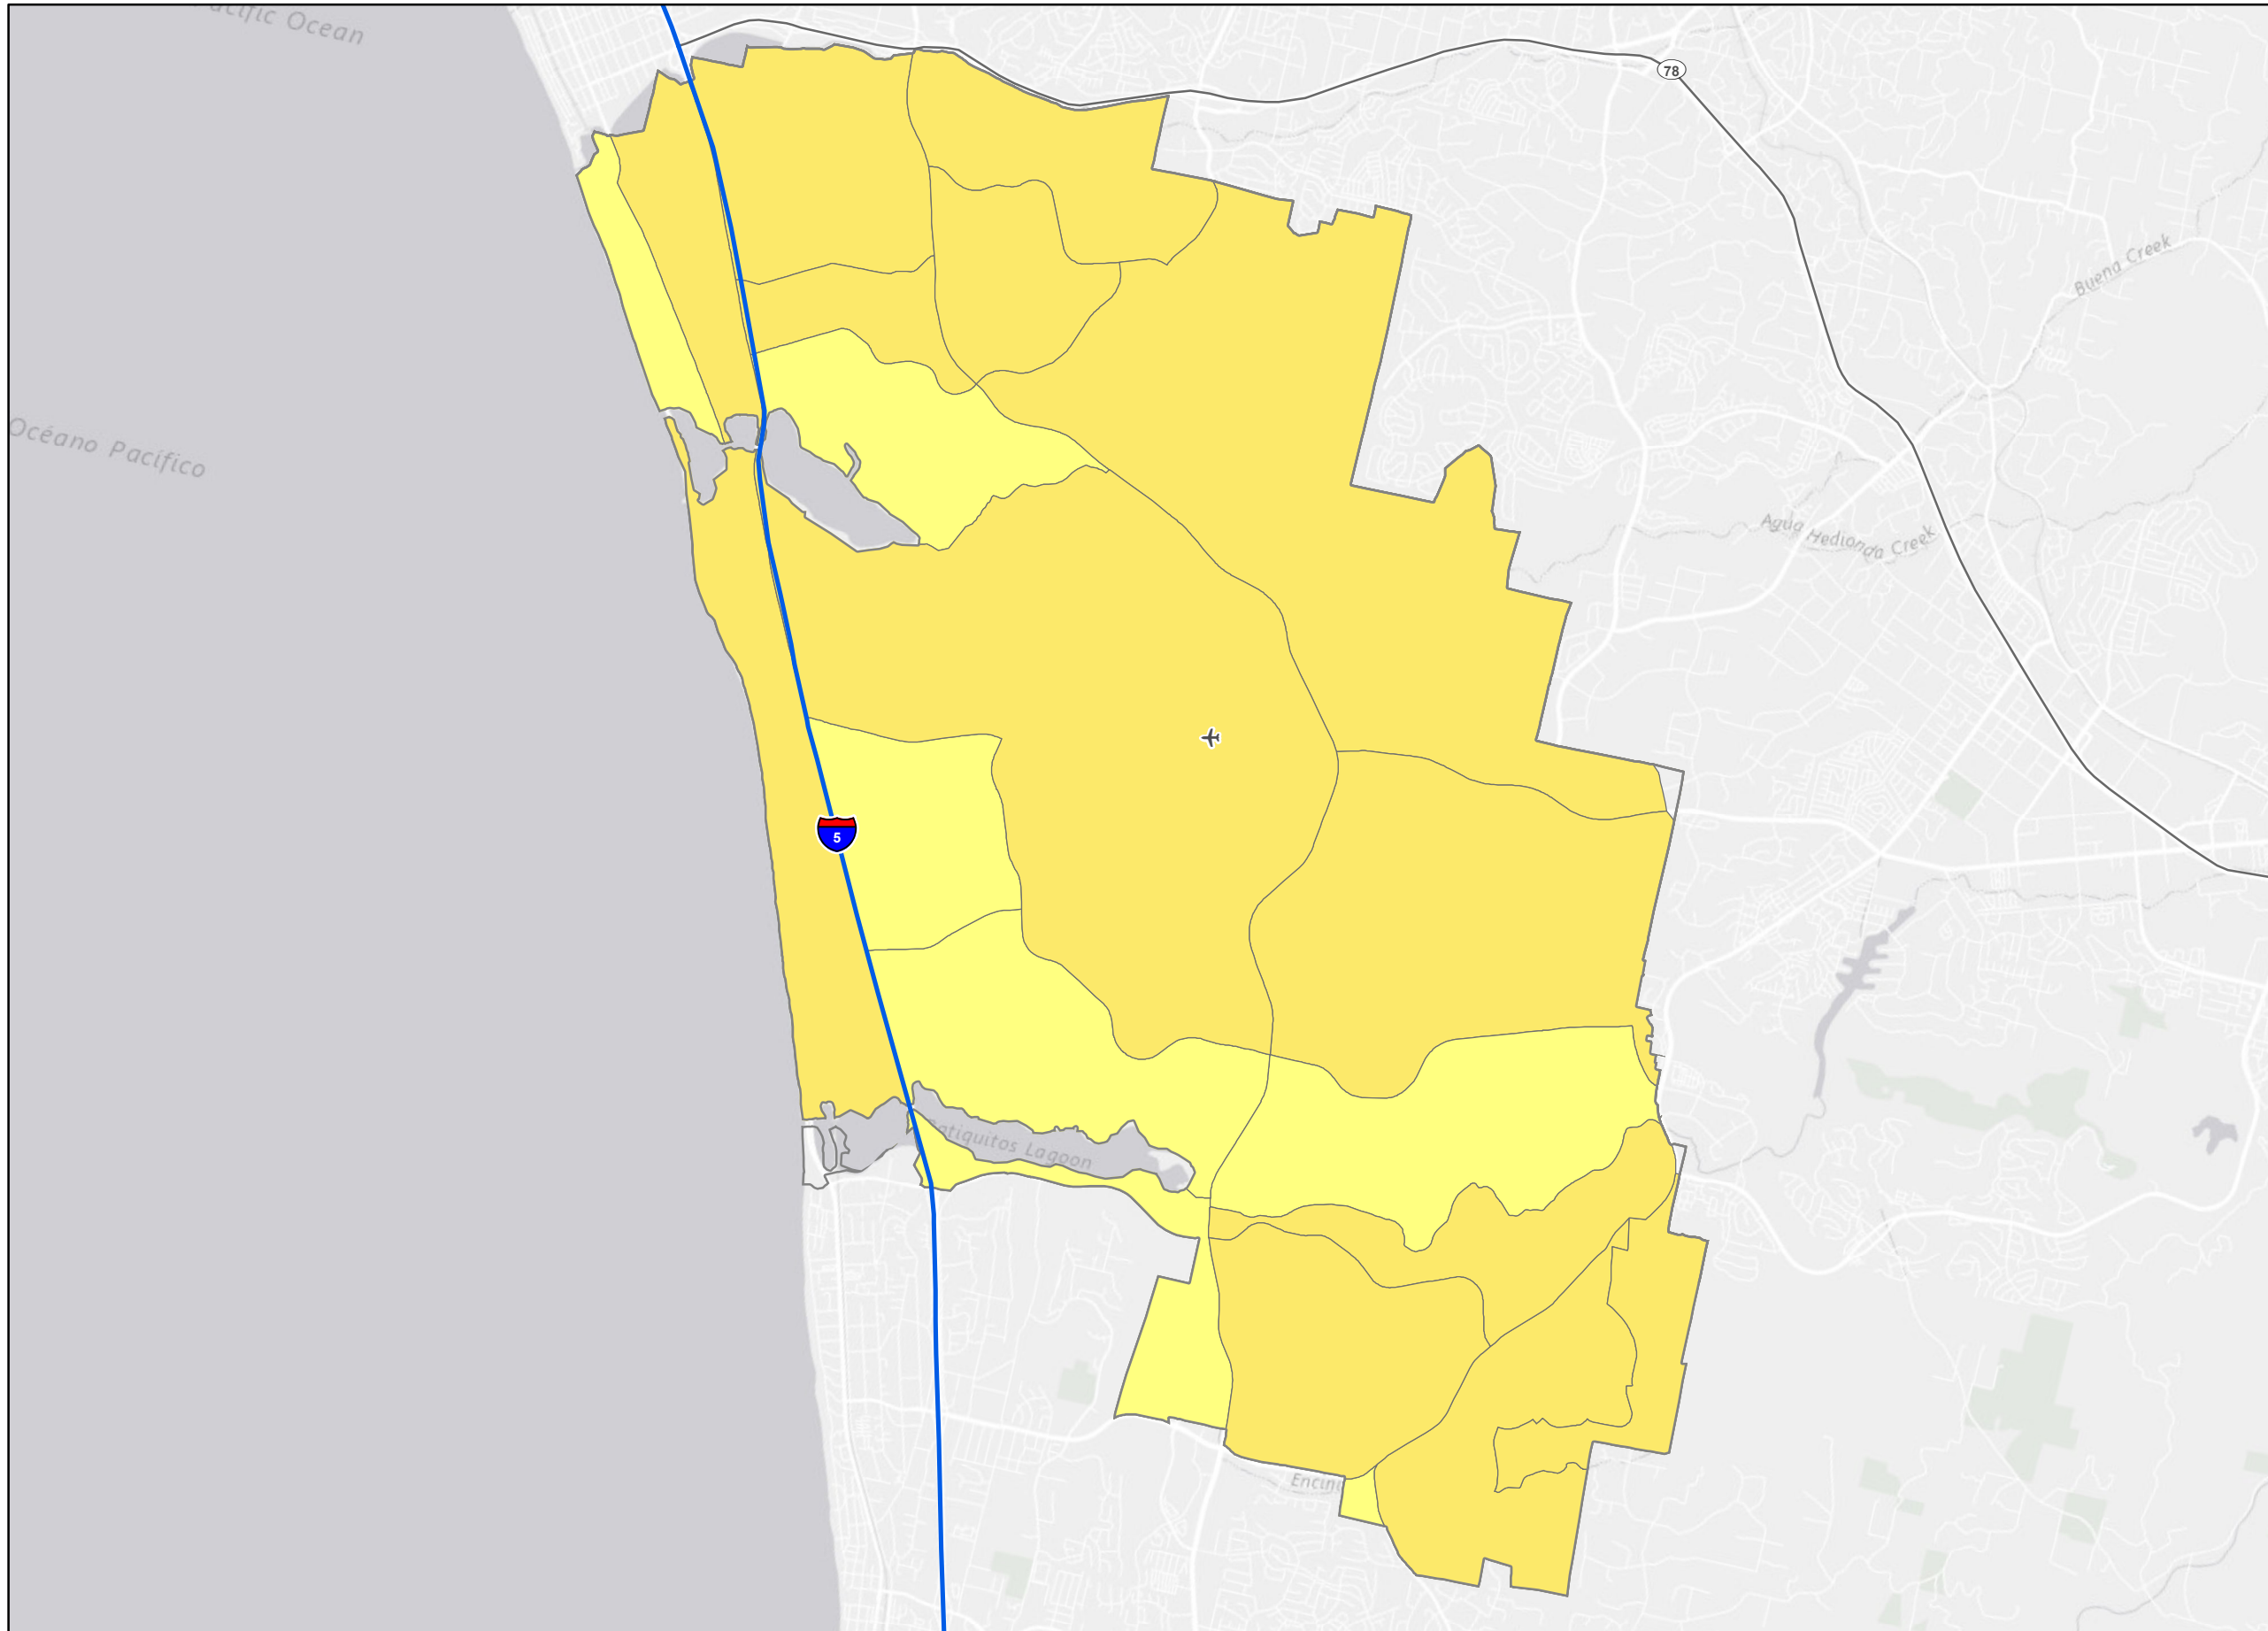 Pacific Ocean
78
Buena Creek
Océano Pacífico
Agua Hedionda Creek
5
Batiquitos Lagoon